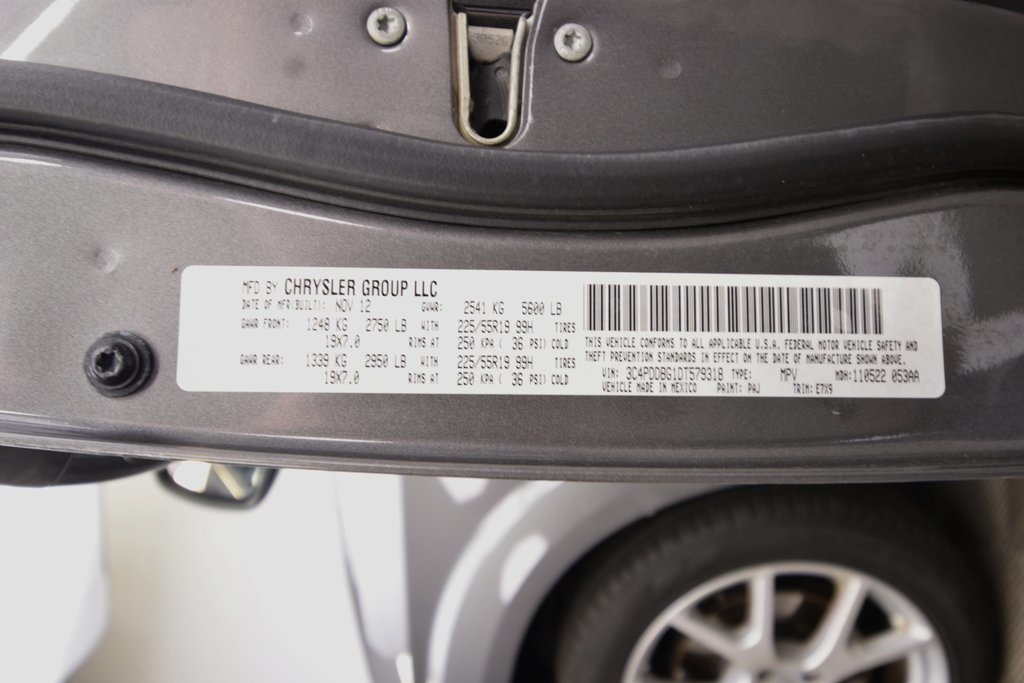 30526
MFD BY CHRYSLER GROUP LLC
DATE OF MFR(BUILT): NOV 12 GVWR: 2541 KG 5600 LB
GAWR FRONT: 1248 KG 2750 LB WITH 225/55R19 99H TIRES
19X7.0 RIMS AT 250 KPA ( 36 PSI) COLD
GAWR REAR: 1339 KG 2950 LB WITH 225/55R19 99H TIRES
19X7.0 RIMS AT 250 KPA ( 36 PSI) COLD
THIS VEHICLE CONFORMS TO ALL APPLICABLE U.S.A. FEDERAL MOTOR VEHICLE SAFETY AND
THEFT PREVENTION STANDARDS IN EFFECT ON THE DATE OF MANUFACTURE SHOWN ABOVE.
VIN: 3C4PDDBG1DT579318 TYPE: MPV MDH:110522 053AA
VEHICLE MADE IN MEXICO PAINT: PAJ TRIM: E7X9